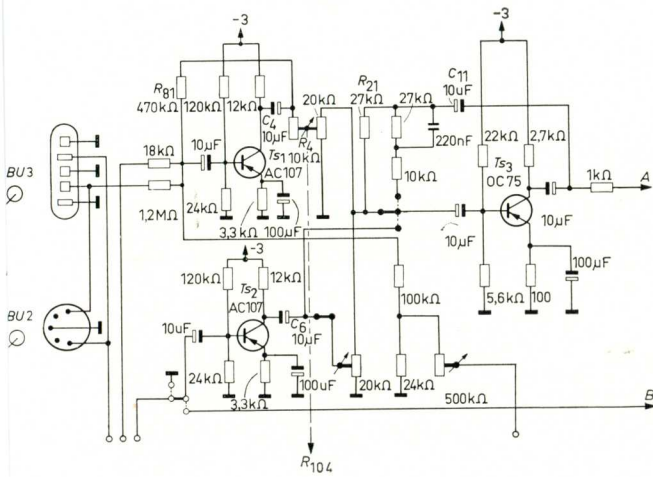 -3
-3
R81
470kΩ
120kΩ
12kΩ
C4
10µF
20kΩ
R4
10kΩ
R21
27kΩ
27kΩ
C11
10uF
220nF
22kΩ
2,7kΩ
BU3
18kΩ
10µF
Ts1
AC107
10kΩ
Ts3
OC75
1kΩ
A
1,2MΩ
24kΩ
3,3kΩ
100µF
10µF
10µF
100µF
-3
120kΩ
Ts2
AC107
12kΩ
100kΩ
5,6kΩ
100
BU2
10uF
C6
10µF
24kΩ
3,3kΩ
100uF
20kΩ
24kΩ
500kΩ
B
R104